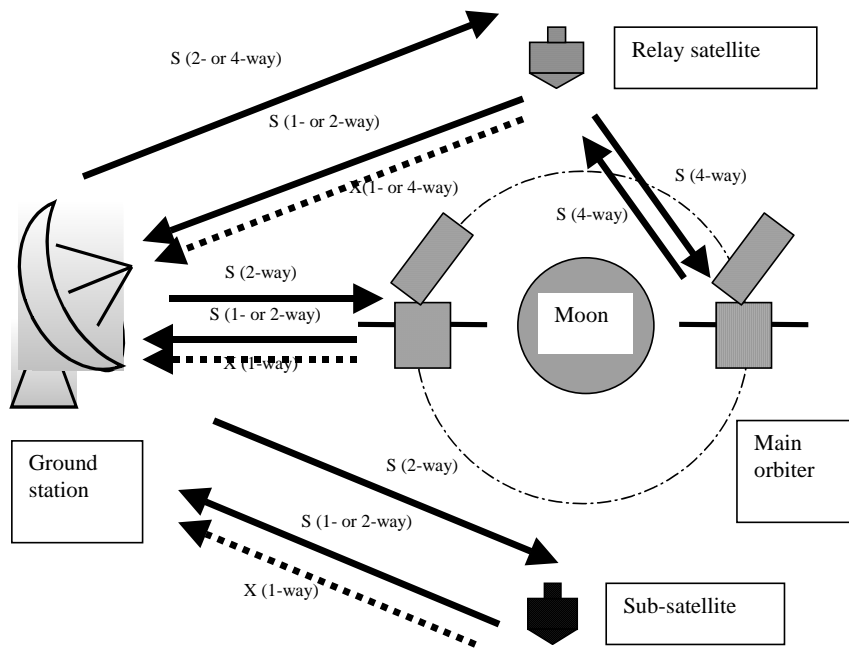 Relay satellite
S (2- or 4-way)
S (1- or 2-way)
X(1- or 4-way)
S (4-way)
S (4-way)
S (2-way)
S (1- or 2-way)
X (1-way)
Moon
Main
orbiter
Ground
station
S (2-way)
S (1- or 2-way)
X (1-way)
Sub-satellite